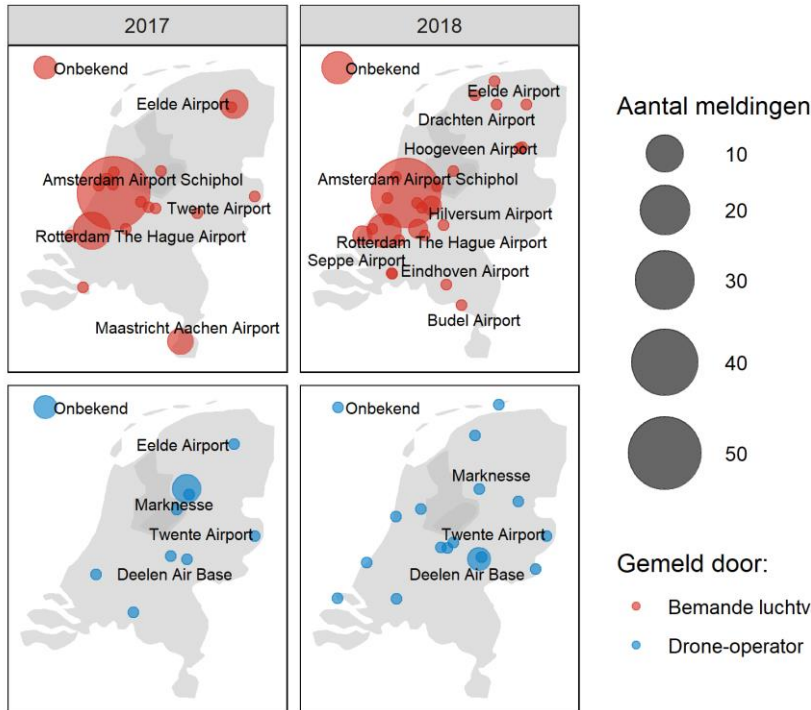 2017
2018
Onbekend
Eelde Airport
Amsterdam Airport Schiphol
Twente Airport
Rotterdam The Hague Airport
Maastricht Aachen Airport
Onbekend
Eelde Airport
Drachten Airport
Hoogeveen Airport
Amsterdam Airport Schiphol
Hilversum Airport
Rotterdam The Hague Airport
Seppe Airport
Eindhoven Airport
Budel Airport
Onbekend
Eelde Airport
Marknesse
Twente Airport
Deelen Air Base
Onbekend
Marknesse
Twente Airport
Deelen Air Base
Aantal meldingen
10
20
30
40
50
Gemeld door:
Bemande luchtv
Drone-operator